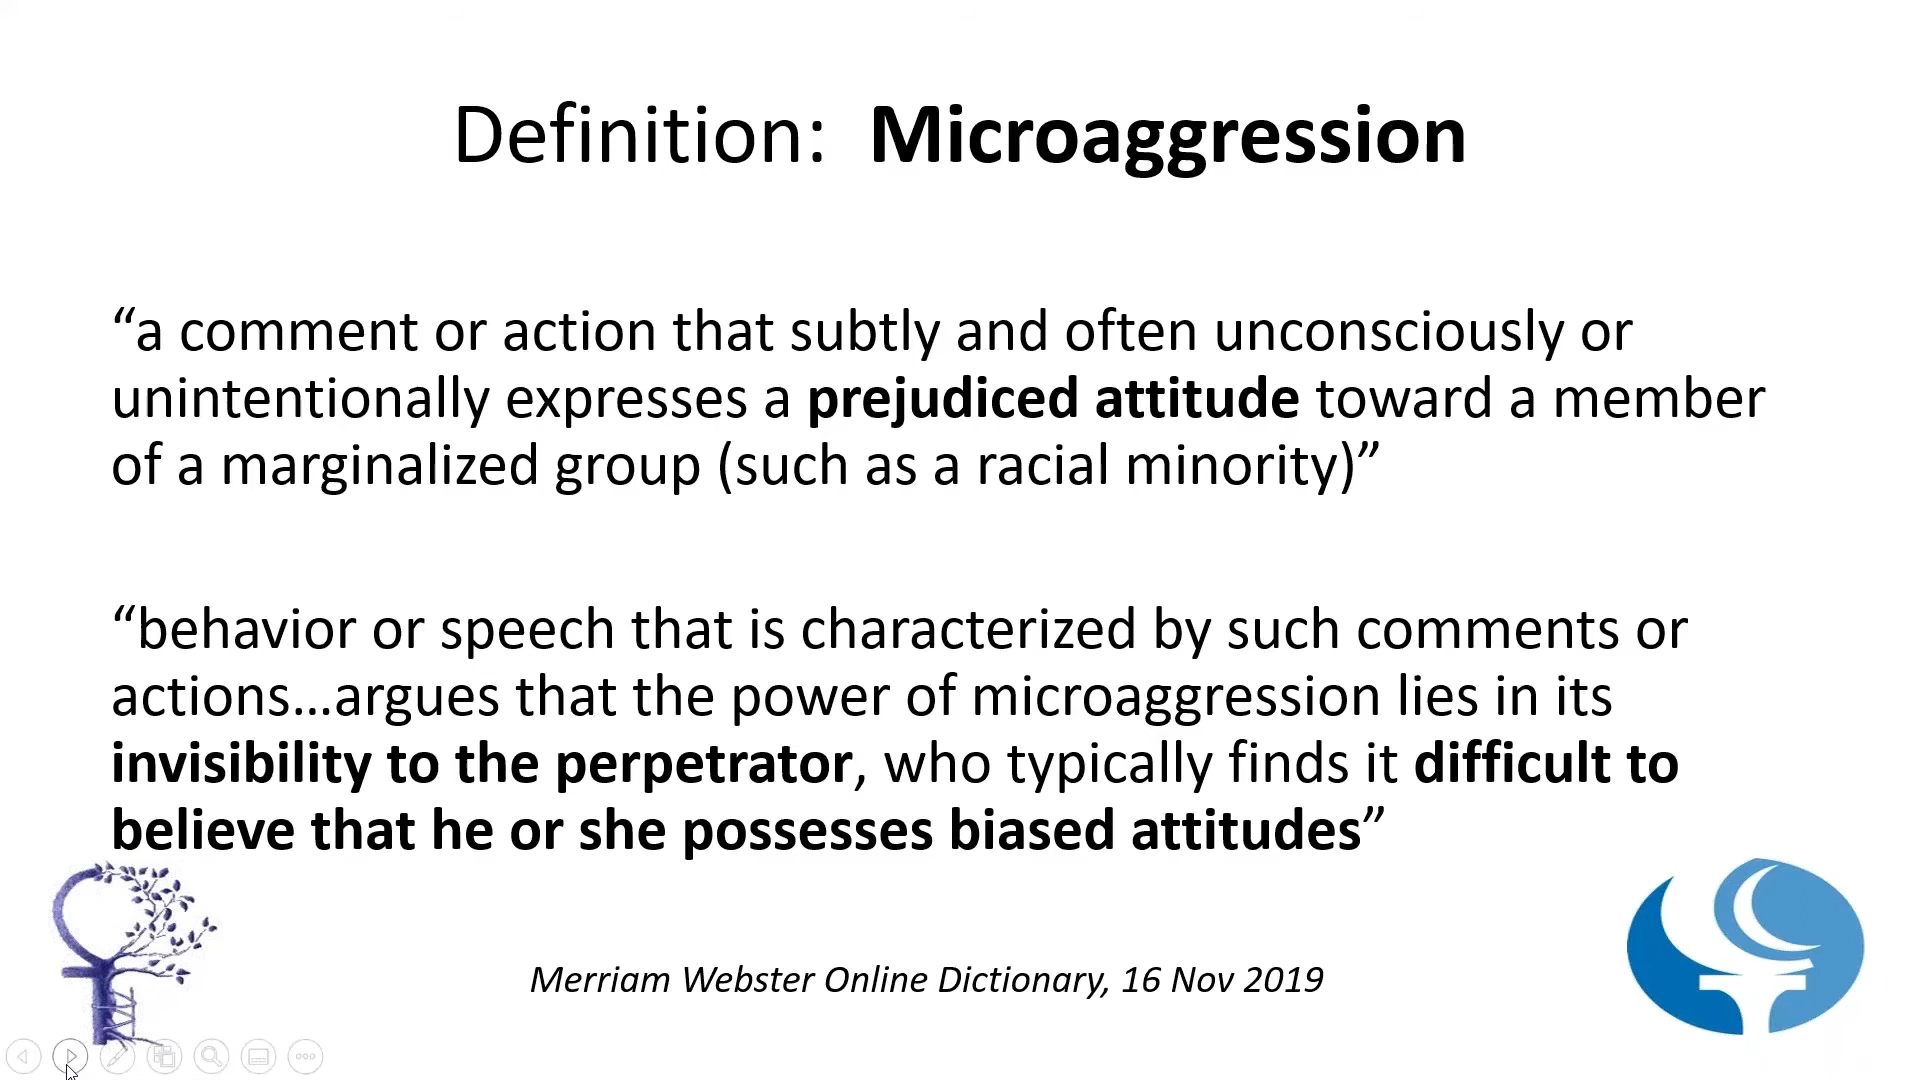 Definition: Microaggression
“a comment or action that subtly and often unconsciously or
unintentionally expresses a prejudiced attitude toward a member
of a marginalized group (such as a racial minority)”
“behavior or speech that is characterized by such comments or
actions…argues that the power of microaggression lies in its
invisibility to the perpetrator, who typically finds it difficult to
believe that he or she possesses biased attitudes”
Merriam Webster Online Dictionary, 16 Nov 2019